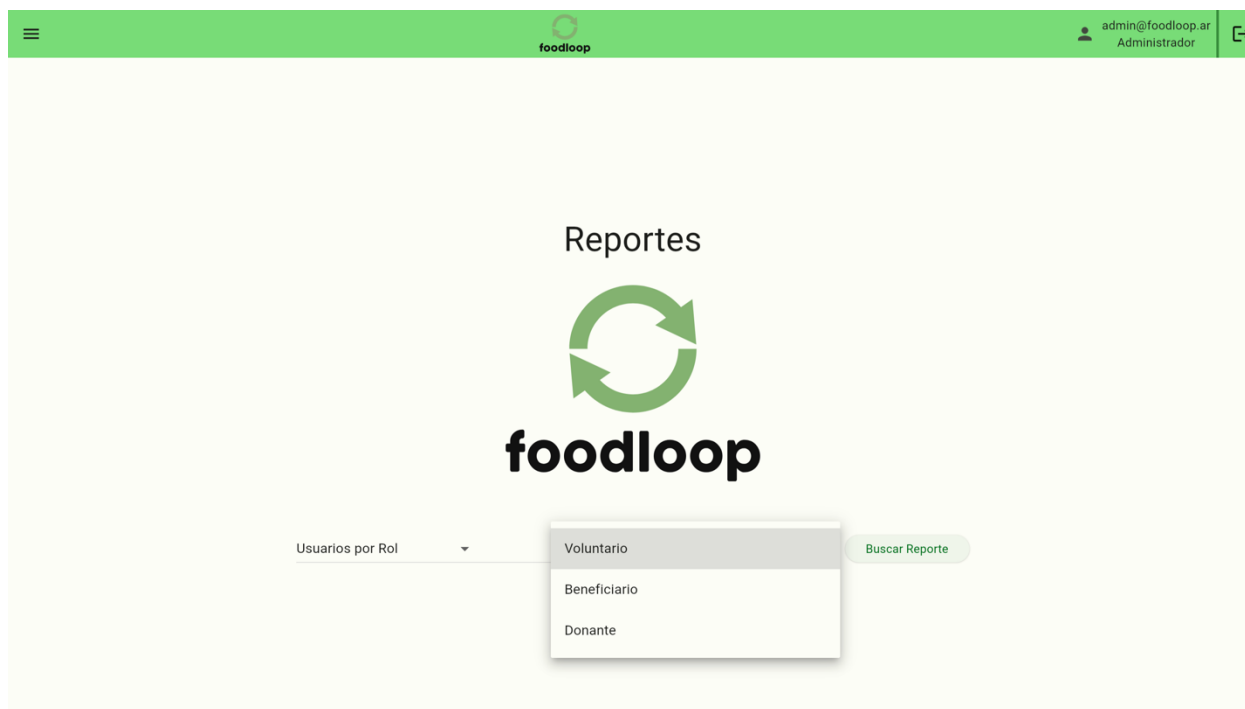 foodloop
admin@foodloop.ar
Administrador
Reportes
foodloop
Usuarios por Rol
Voluntario
Buscar Reporte
Beneficiario
Donante